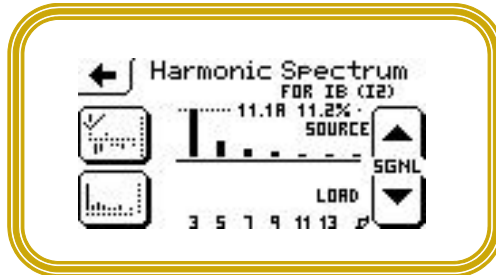 Harmonic Spectrum
FOR IB (I2)
11.1A 11.2%
SOURCE
SGNL
LOAD
3 5 7 9 11 13